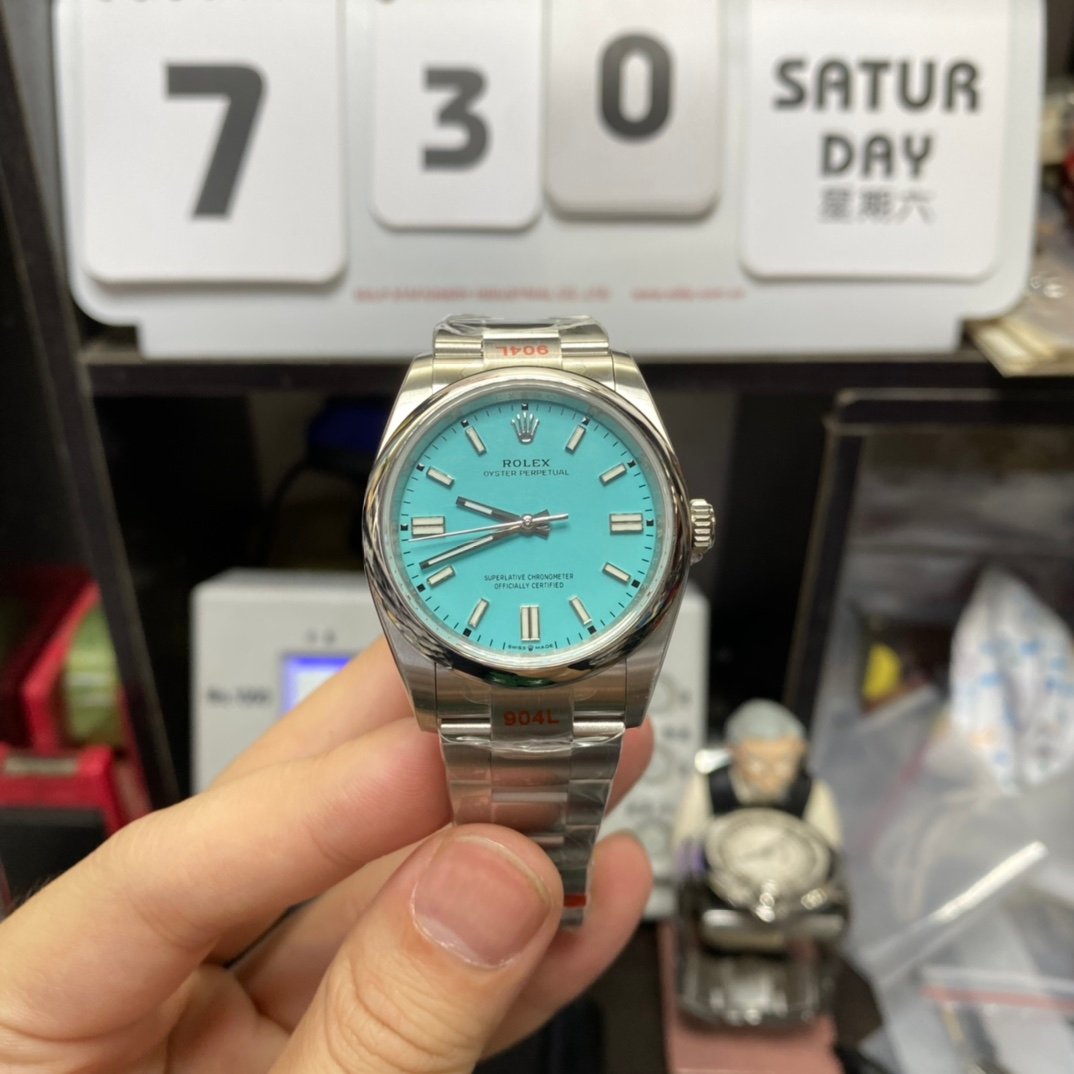 7 3 0
SATUR
DAY
星期六
904L
ROLEX
OYSTER PERPETUAL
SUPERLATIVE CHRONOMETER
OFFICIALLY CERTIFIED
SWISS MADE
904L